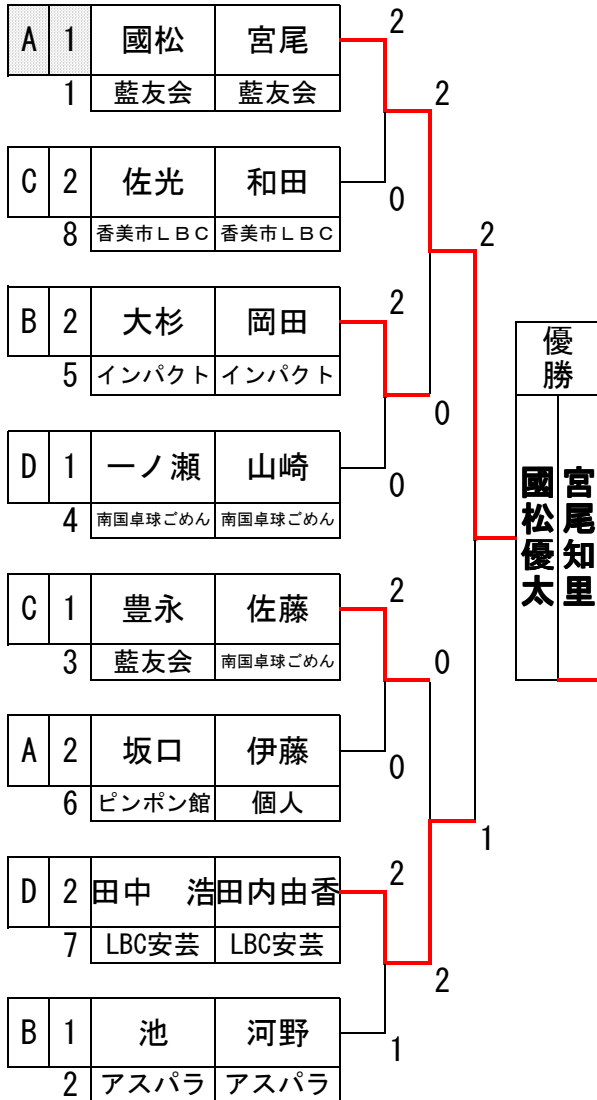 A 1 國松 宮尾
1 藍友会 藍友会
2
2
C 2 佐光 和田
8 香美市LBC 香美市LBC
0
2
B 2 大杉 岡田
5 インパクト インパクト
2
0
D 1 一ノ瀬 山崎
4 南国卓球ごめん 南国卓球ごめん
0
優勝
國松優太
宮尾知里
C 1 豊永 佐藤
3 藍友会 南国卓球ごめん
2
0
A 2 坂口 伊藤
6 ピンポン館 個人
0
1
D 2 田中 浩 田内由香
7 LBC安芸 LBC安芸
2
2
B 1 池 河野
2 アスパラ アスパラ
1